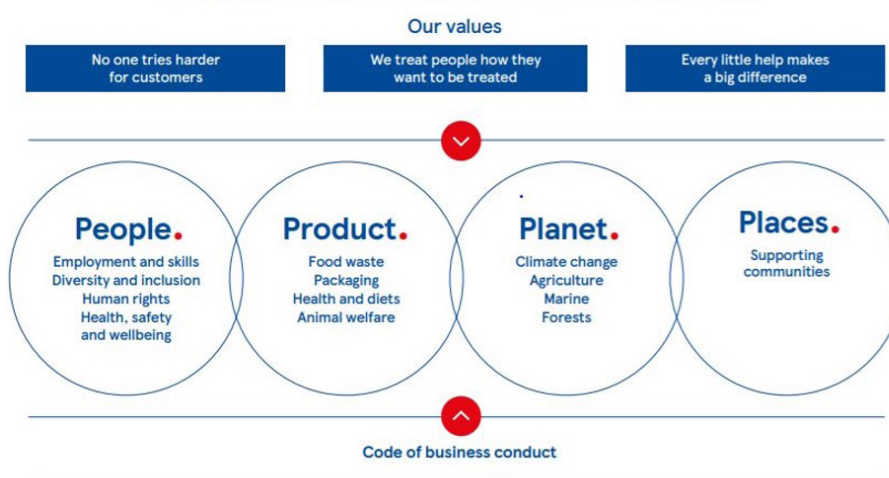 Our values
No one tries harder
for customers
We treat people how they
want to be treated
Every little help makes
a big difference
People.
Employment and skills
Diversity and inclusion
Human rights
Health, safety
and wellbeing
Product.
Food waste
Packaging
Health and diets
Animal welfare
Planet.
Climate change
Agriculture
Marine
Forests
Places.
Supporting
communities
Code of business conduct